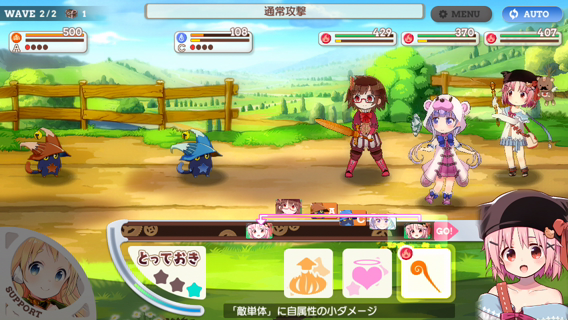 WAVE 2/2 1
通常攻撃
MENU
AUTO
500
A
108
C
429
370
407
GO!
とっておき
SUPPORT
「敵単体」に自属性の小ダメージ